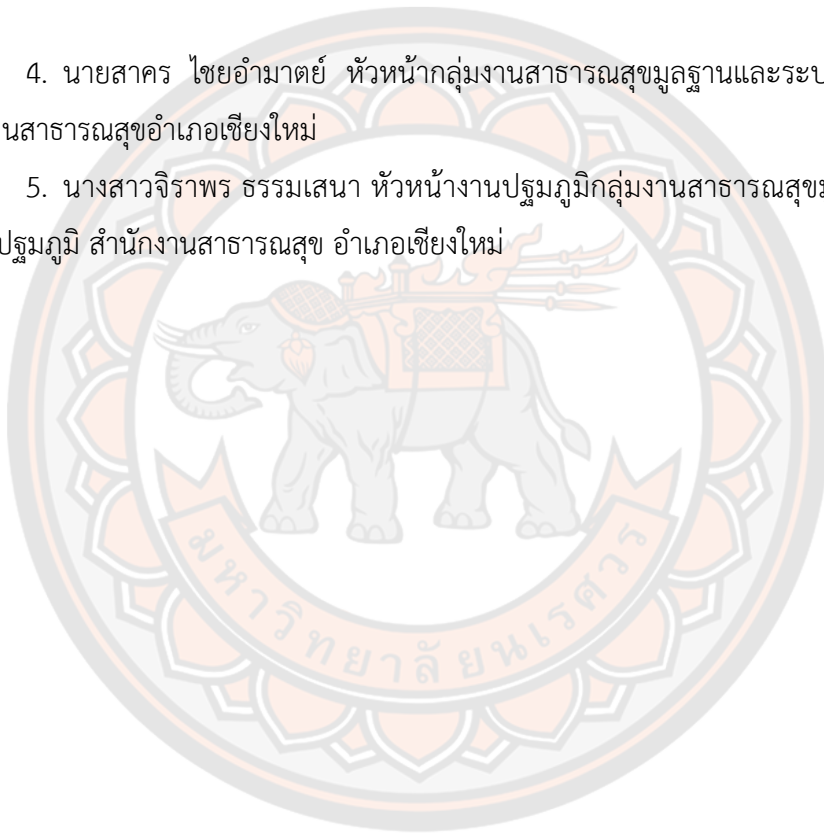 4. นายสาคร ไชยอำมาตย์ หัวหน้ากลุ่มงานสาธารณสุขมูลฐานและระบ
นสาธารณสุขอำเภอเชียงใหม่
5. นางสาวจิราพร ธรรมเสนา หัวหน้างานปฐมภูมิกลุ่มงานสาธารณสุขม
ปฐมภูมิ สำนักงานสาธารณสุข อำเภอเชียงใหม่
มหาวิทยาลัยนเรศวร